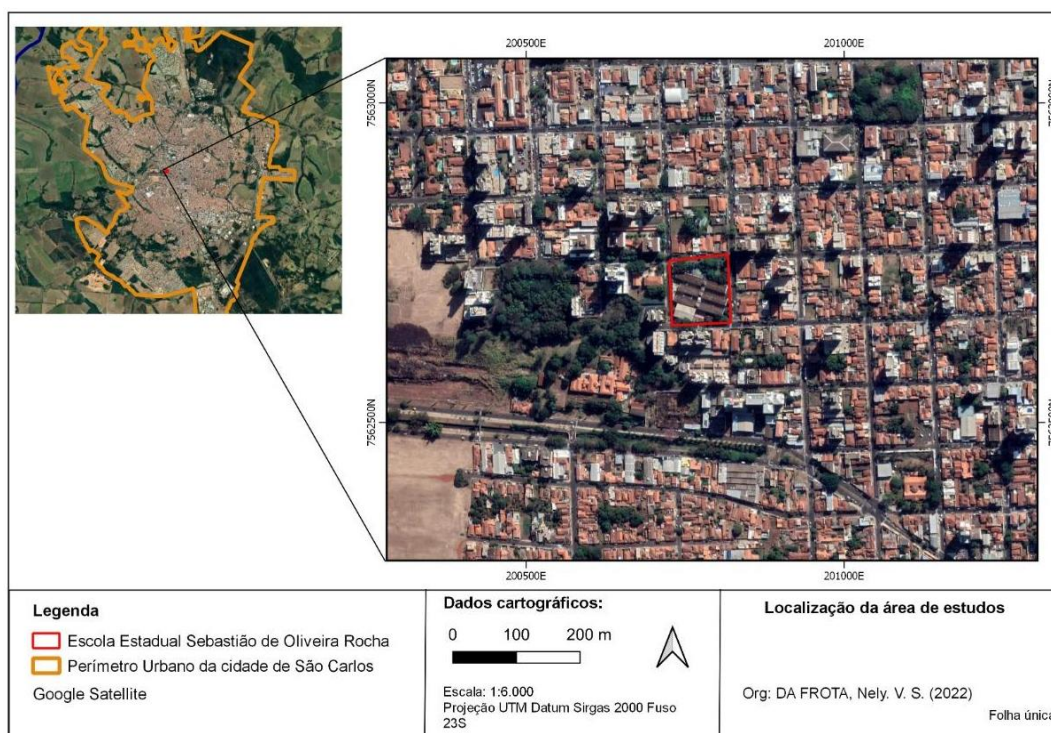 200500E
201000E
7563000N
7563000N
7562500N
7562500N
200500E
201000E
Legenda
Escola Estadual Sebastião de Oliveira Rocha
Perímetro Urbano da cidade de São Carlos
Google Satellite
Dados cartográficos:
0 100 200 m
Escala: 1:6.000
Projeção UTM Datum Sirgas 2000 Fuso
23S
Localização da área de estudos
Org: DA FROTA, Nely. V. S. (2022)
Folha única